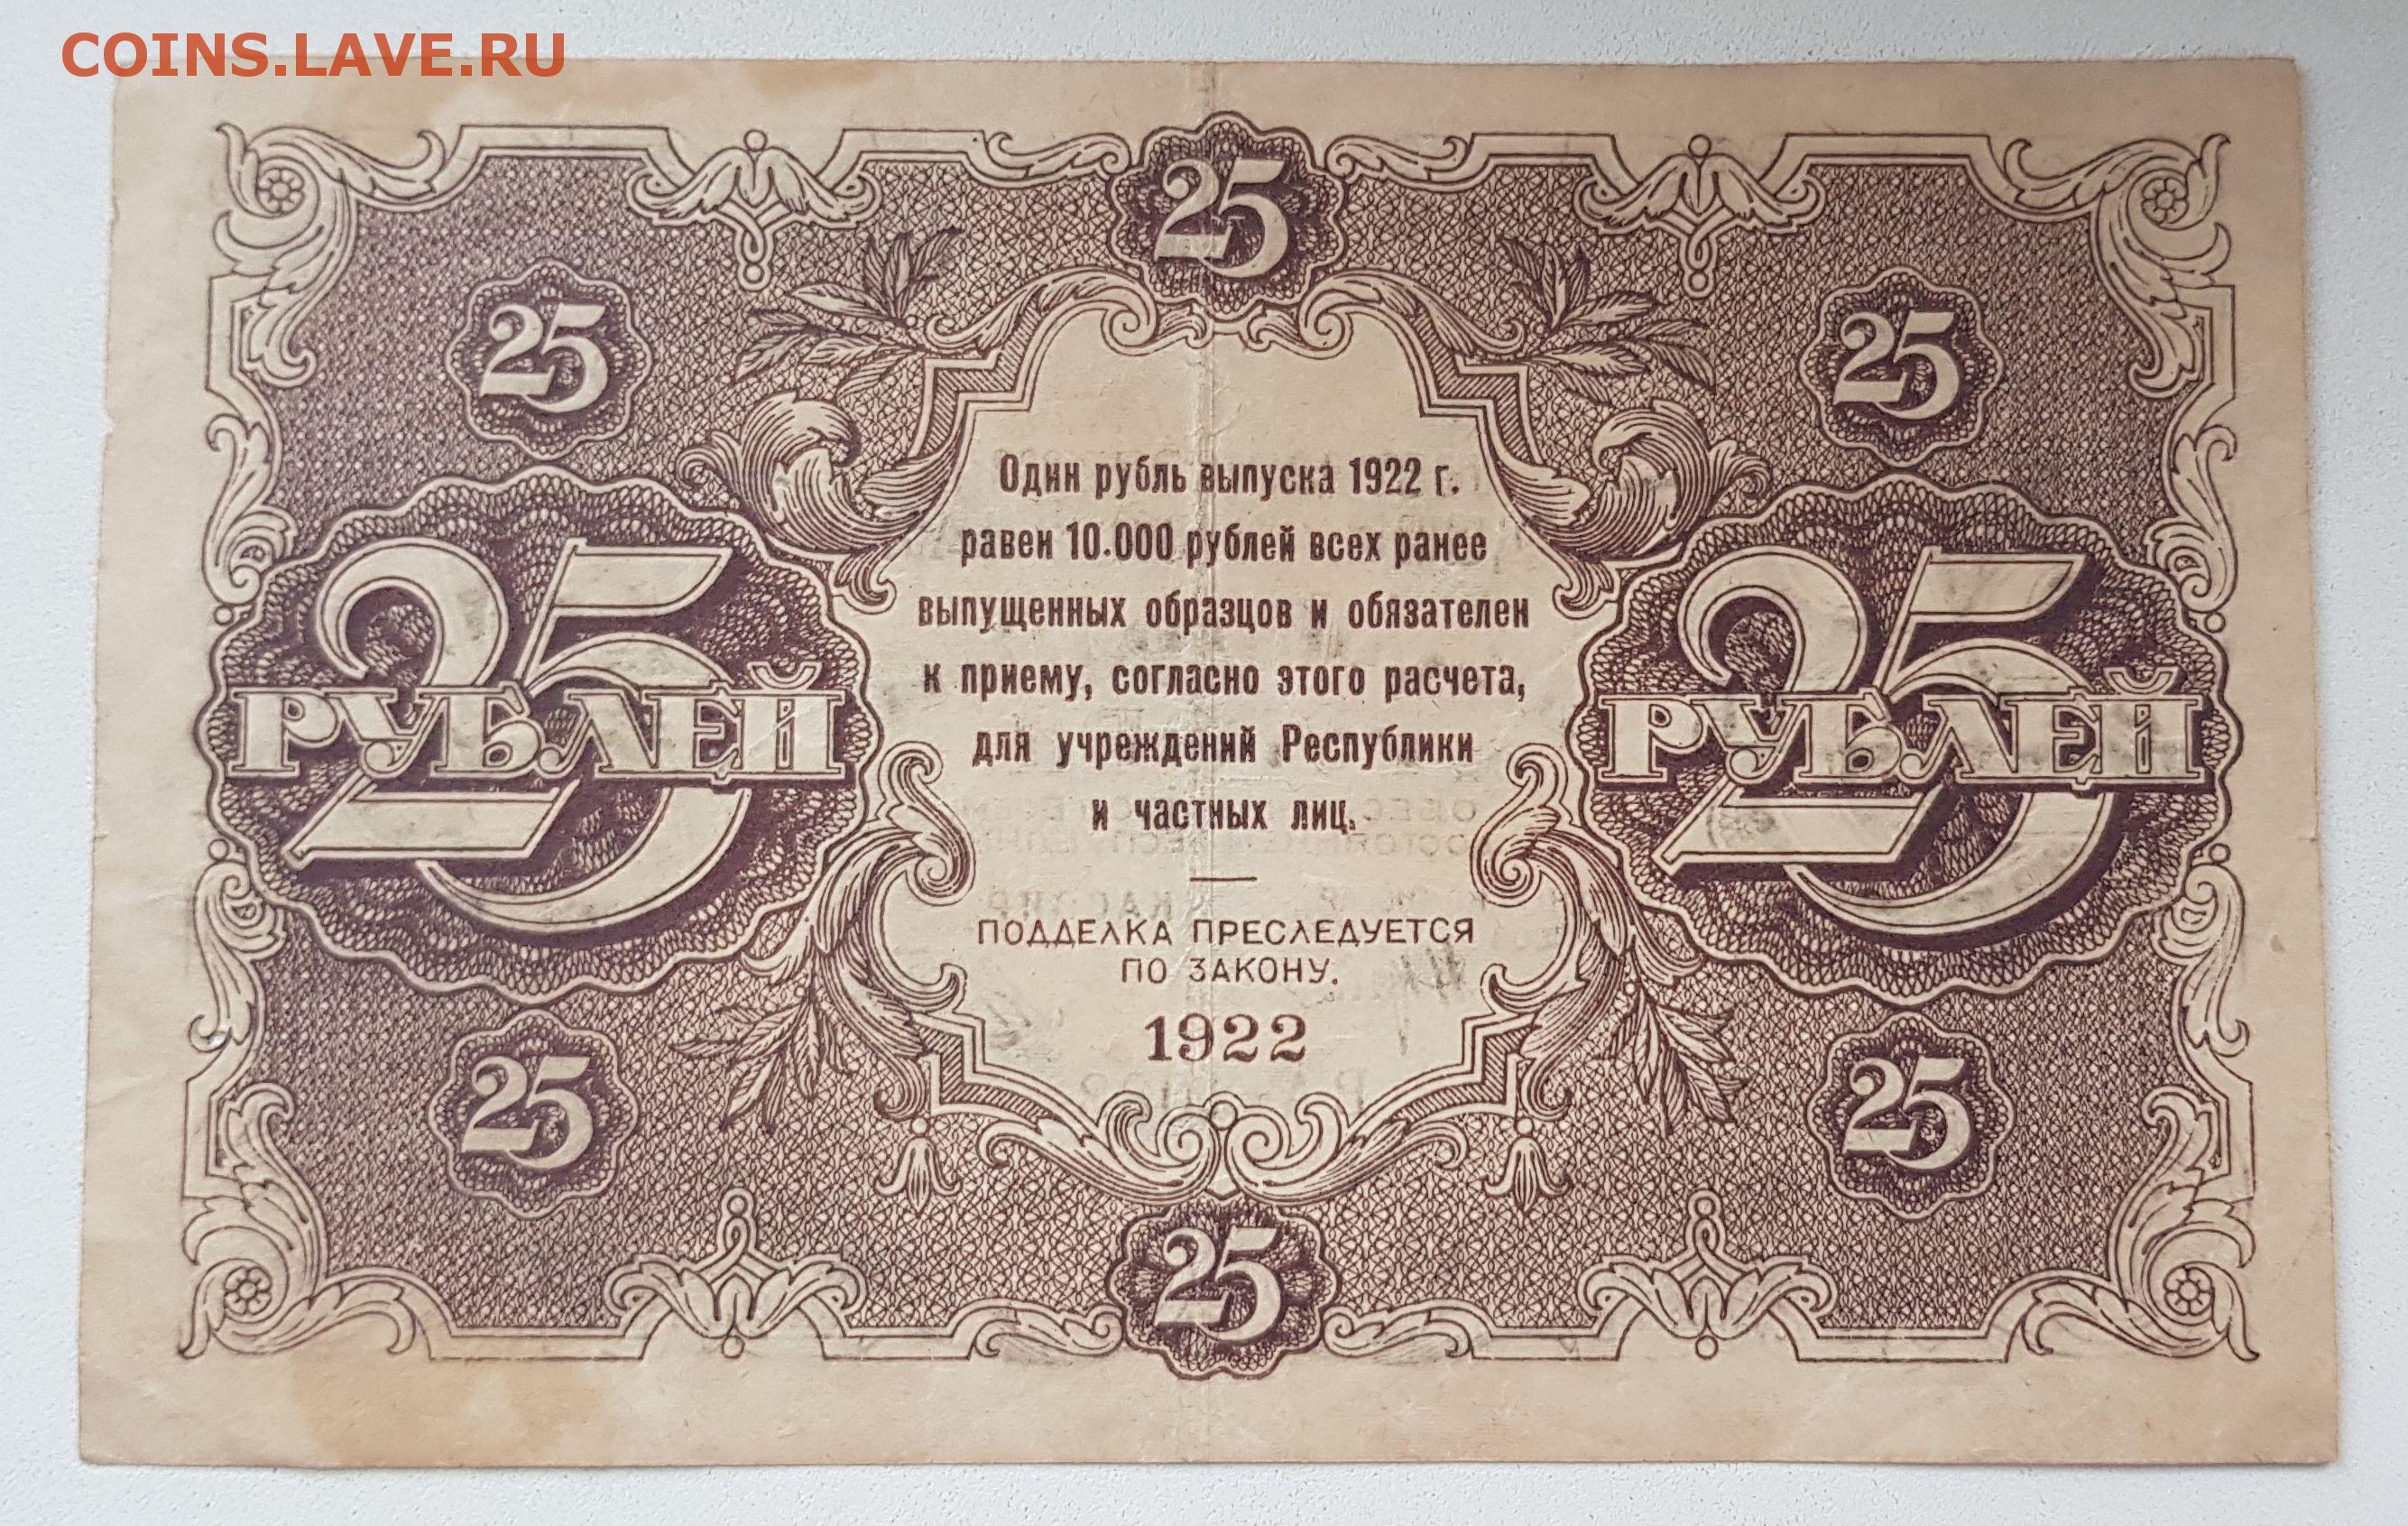 COINS.LAVE.RU
25
25
25
Один рубль выпуска 1922 г.
равен 10.000 рублей всех ранее
выпущенных образцов и обязателен
к приему, согласно этого расчета,
для учреждений Республики
и частных лиц.
25
РУБЛЕЙ
25
РУБЛЕЙ
ПОДДЕЛКА ПРЕСЛЕДУЕТСЯ
ПО ЗАКОНУ.
1922
25
25
25